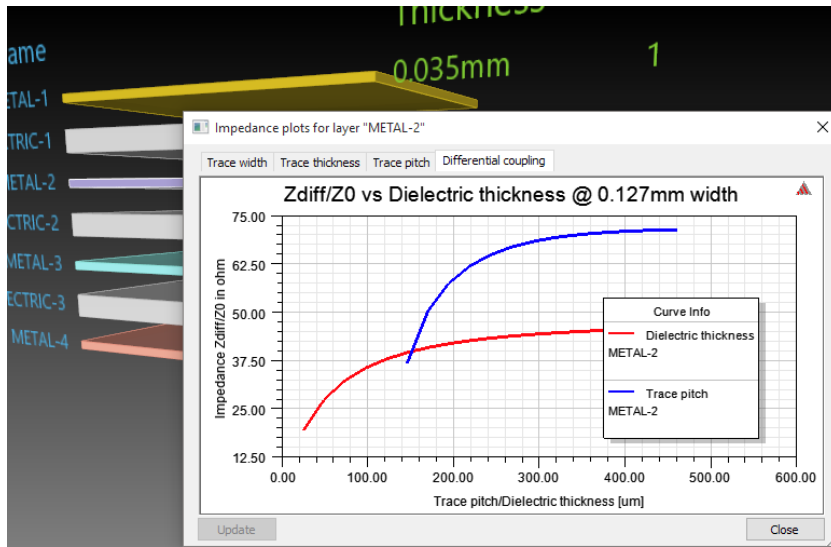 Thickness
ame
0.035mm
1
ETAL-1
TRIC-1
METAL-2
CTRIC-2
METAL-3
ECTRIC-3
METAL-4
Impedance plots for layer "METAL-2"
Trace width Trace thickness Trace pitch Differential coupling
Zdiff/Z0 vs Dielectric thickness @ 0.127mm width
Impedance Zdiff/Z0 in ohm
75.00
62.50
50.00
37.50
25.00
12.50
Curve Info
Dielectric thickness
METAL-2
Trace pitch
METAL-2
0.00 100.00 200.00 300.00 400.00 500.00 600.00
Trace pitch/Dielectric thickness [um]
Update Close